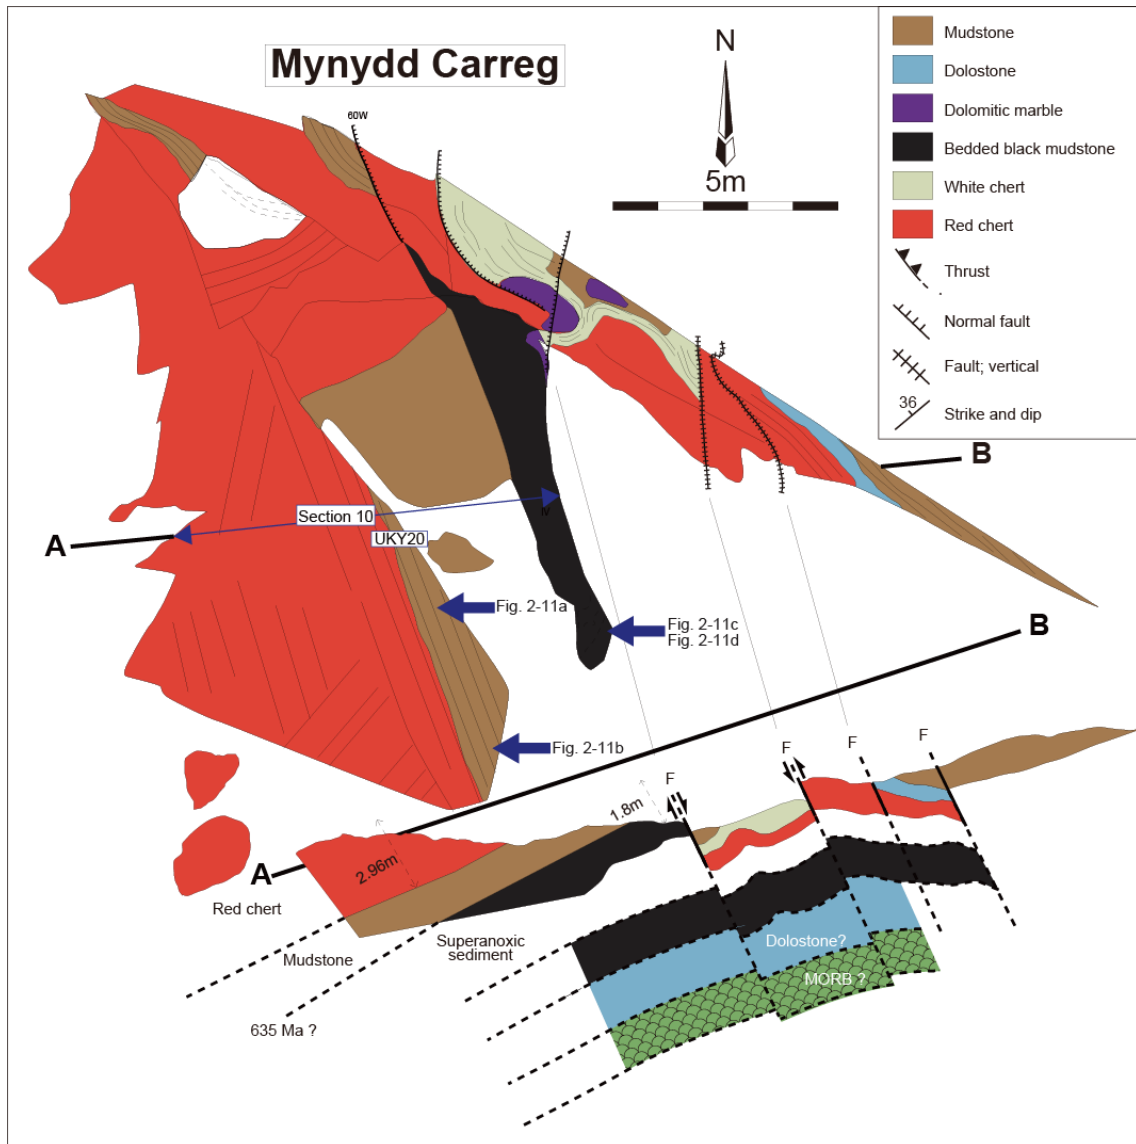 Mynydd Carreg
N
5m
Mudstone
Dolostone
Dolomitic marble
Bedded black mudstone
White chert
Red chert
Thrust
Normal fault
Fault; vertical
36
Strike and dip
60W
B
A
Section 10
IV
UKY20
Fig. 2-11a
Fig. 2-11c
Fig. 2-11d
B
Fig. 2-11b
F
F
F
F
1.8m
2.96m
A
Red chert
Mudstone
Superanoxic
sediment
Dolostone?
MORB ?
635 Ma ?